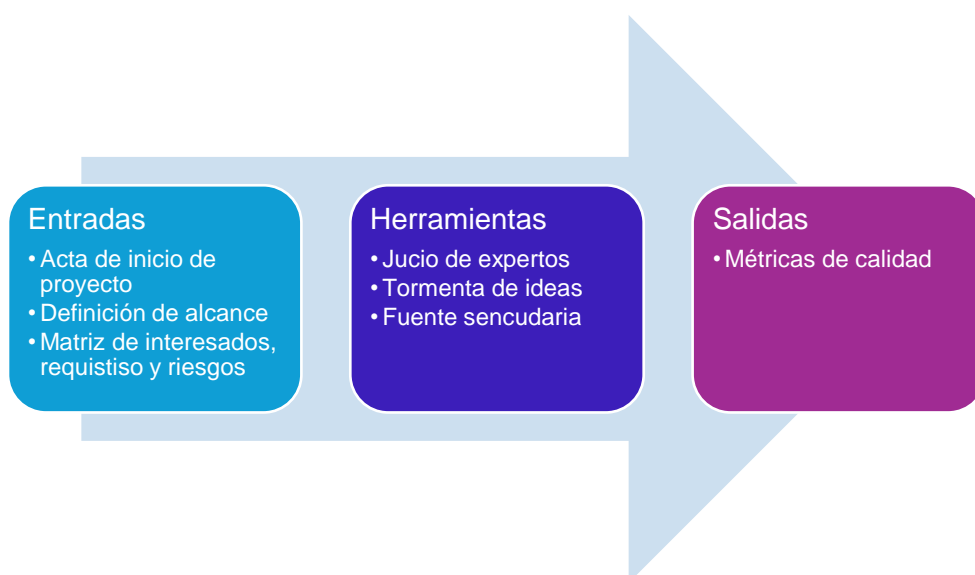 Entradas
• Acta de inicio de
proyecto
• Definición de alcance
• Matriz de interesados,
requistiso y riesgos
Herramientas
• Jucio de expertos
• Tormenta de ideas
• Fuente sencudaria
Salidas
• Métricas de calidad